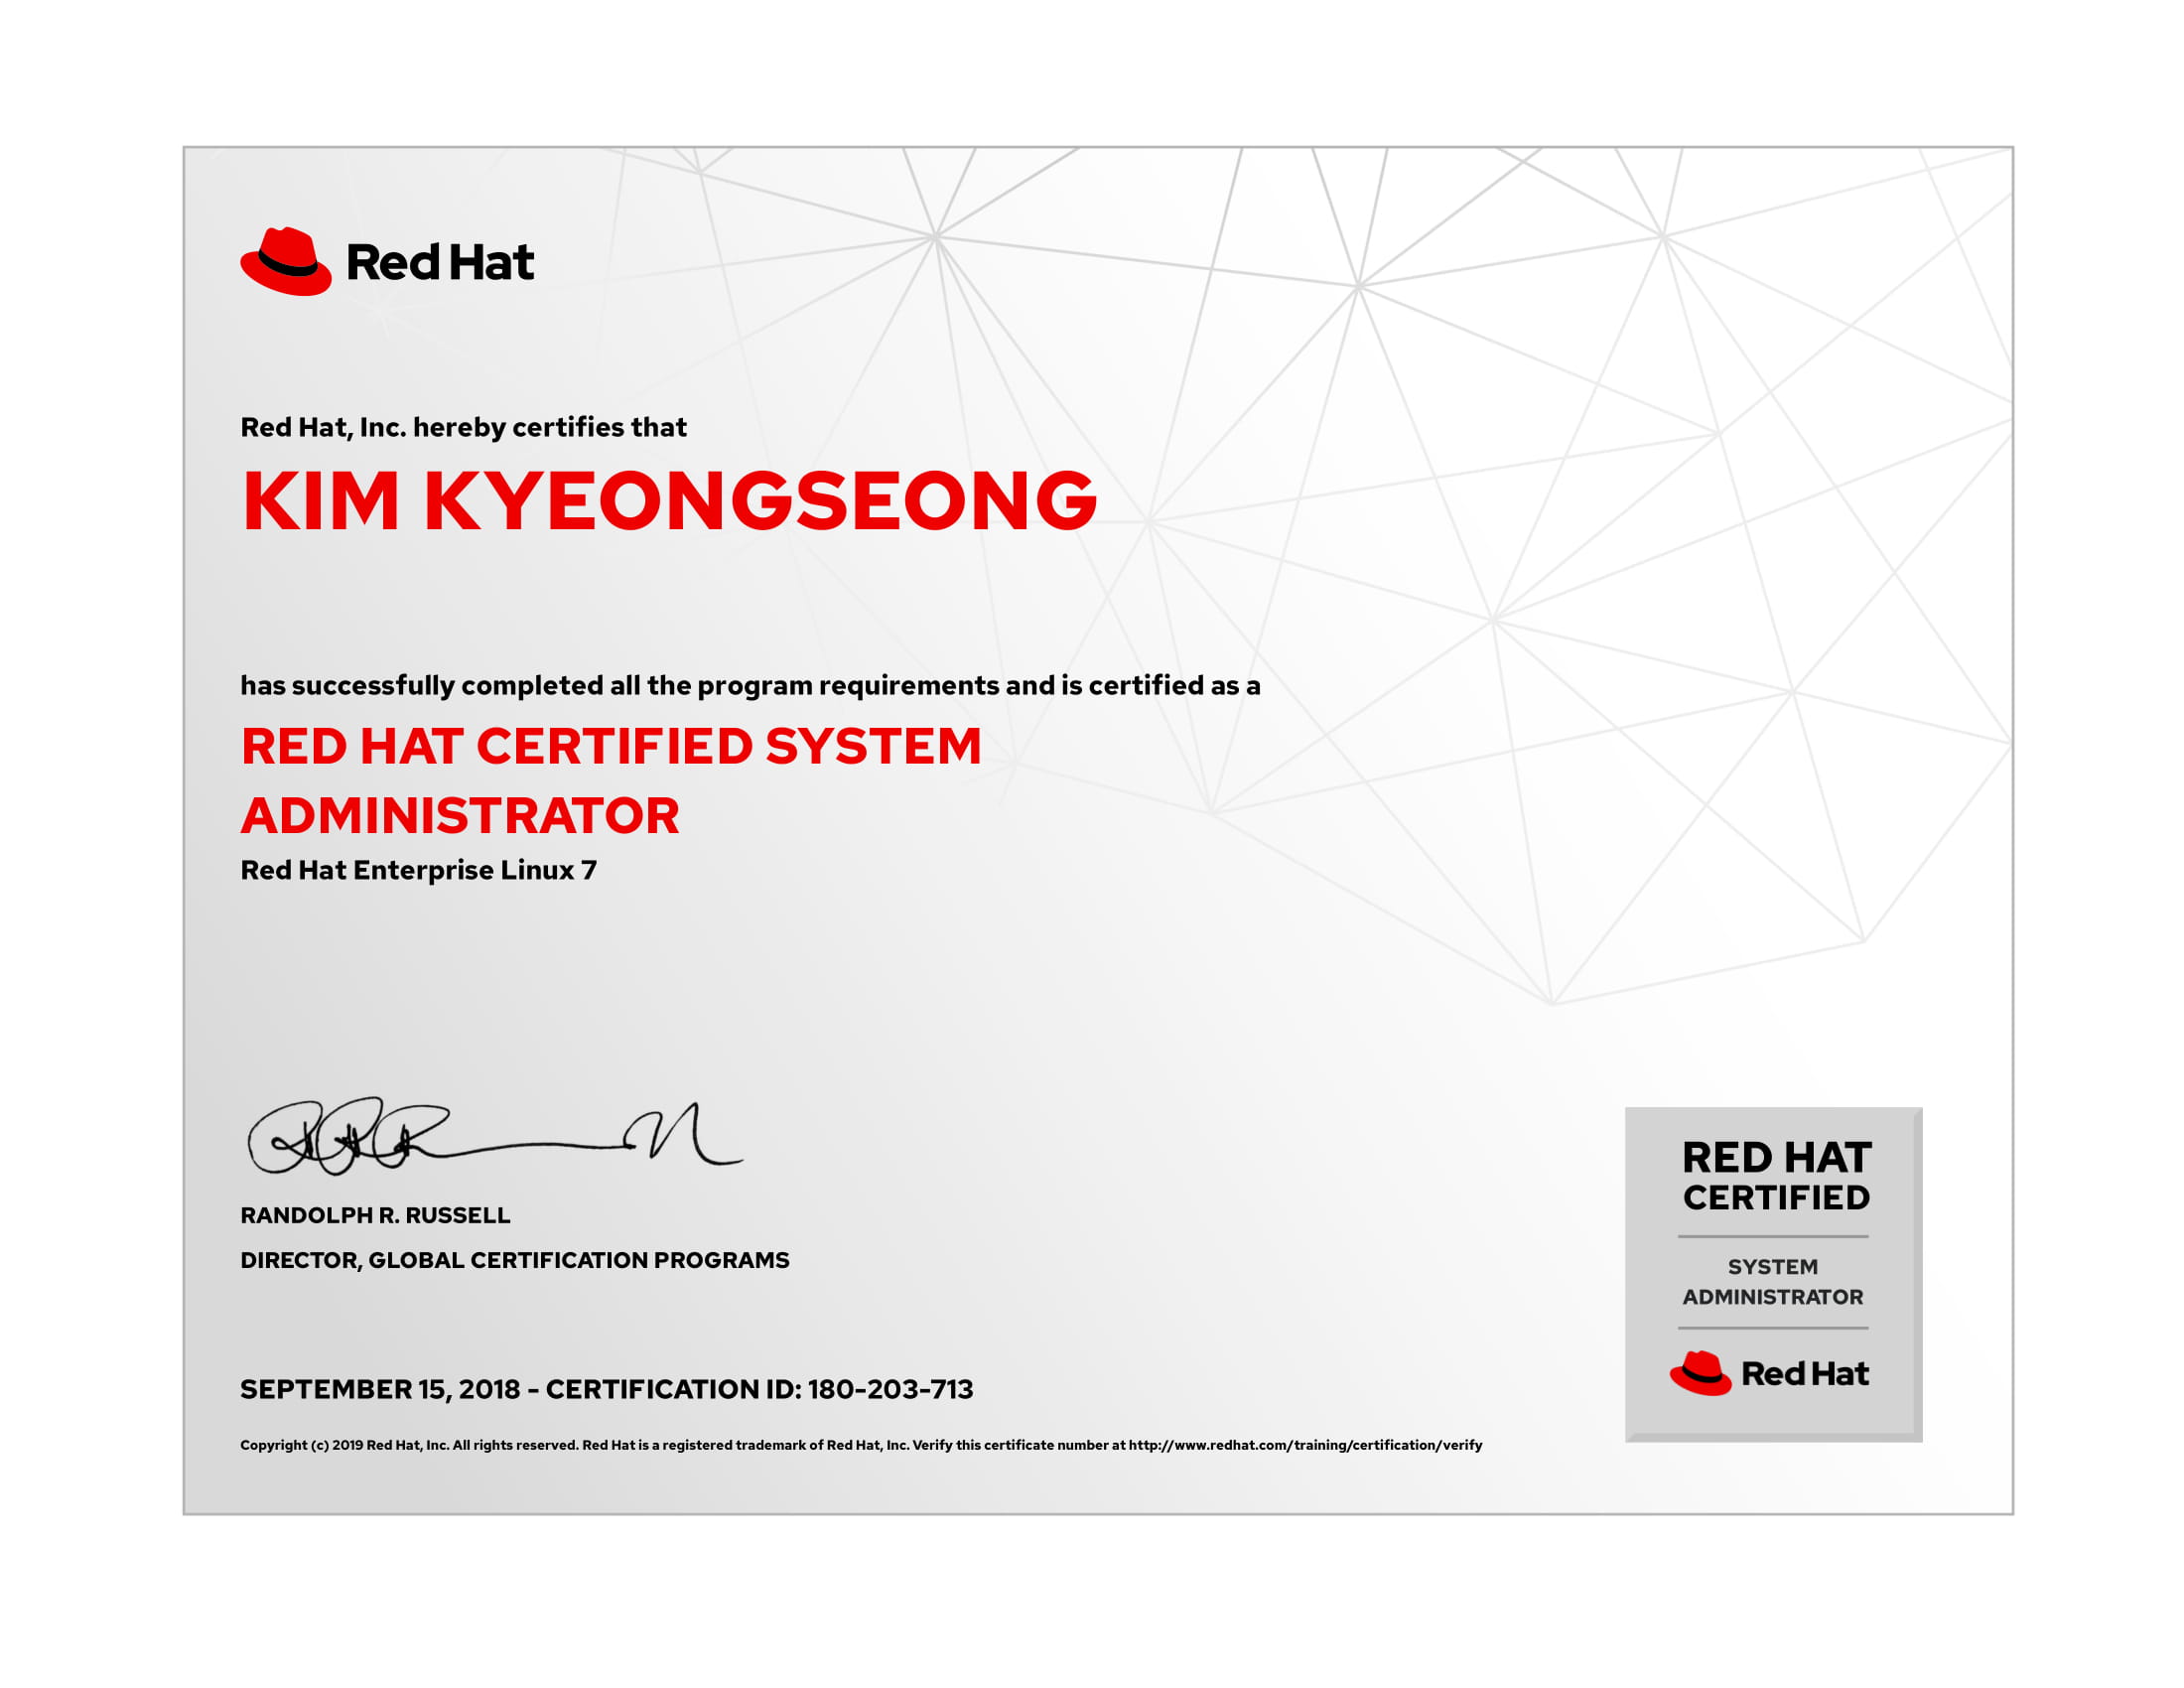 Red Hat
Red Hat, Inc. hereby certifies that
KIM KYEONGSEONG
has successfully completed all the program requirements and is certified as a
RED HAT CERTIFIED SYSTEM
ADMINISTRATOR
Red Hat Enterprise Linux 7
RANDOLPH R. RUSSELL
DIRECTOR, GLOBAL CERTIFICATION PROGRAMS
SEPTEMBER 15, 2018 - CERTIFICATION ID: 180-203-713
Copyright (c) 2019 Red Hat, Inc. All rights reserved. Red Hat is a registered trademark of Red Hat, Inc. Verify this certificate number at http://www.redhat.com/training/certification/verify
RED HAT
CERTIFIED
SYSTEM
ADMINISTRATOR
Red Hat